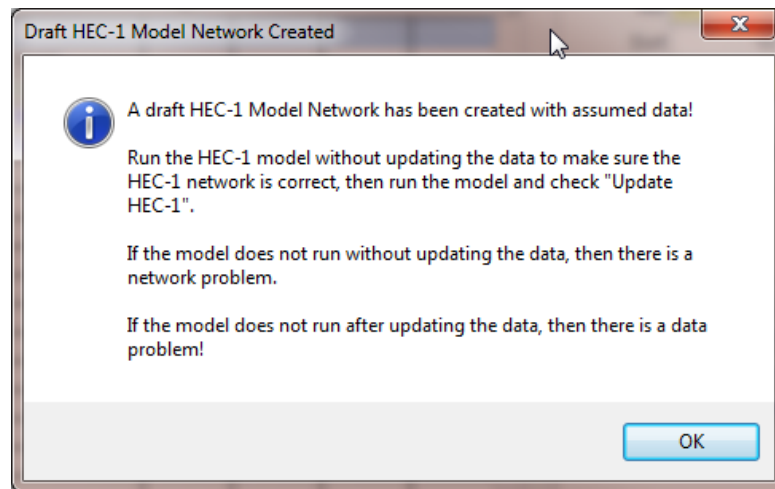 Draft HEC-1 Model Network Created
A draft HEC-1 Model Network has been created with assumed data!
Run the HEC-1 model without updating the data to make sure the
HEC-1 network is correct, then run the model and check "Update
HEC-1".
If the model does not run without updating the data, then there is a
network problem.
If the model does not run after updating the data, then there is a data
problem!
OK